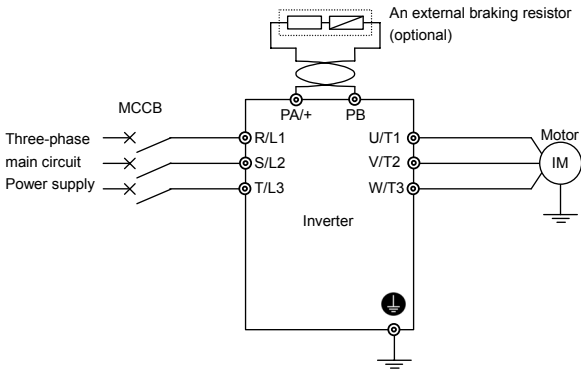 An external braking resistor
(optional)
MCCB
PA/+ PB
Three-phase
main circuit
Power supply
R/L1
S/L2
T/L3
U/T1
V/T2
W/T3
Motor
IM
Inverter